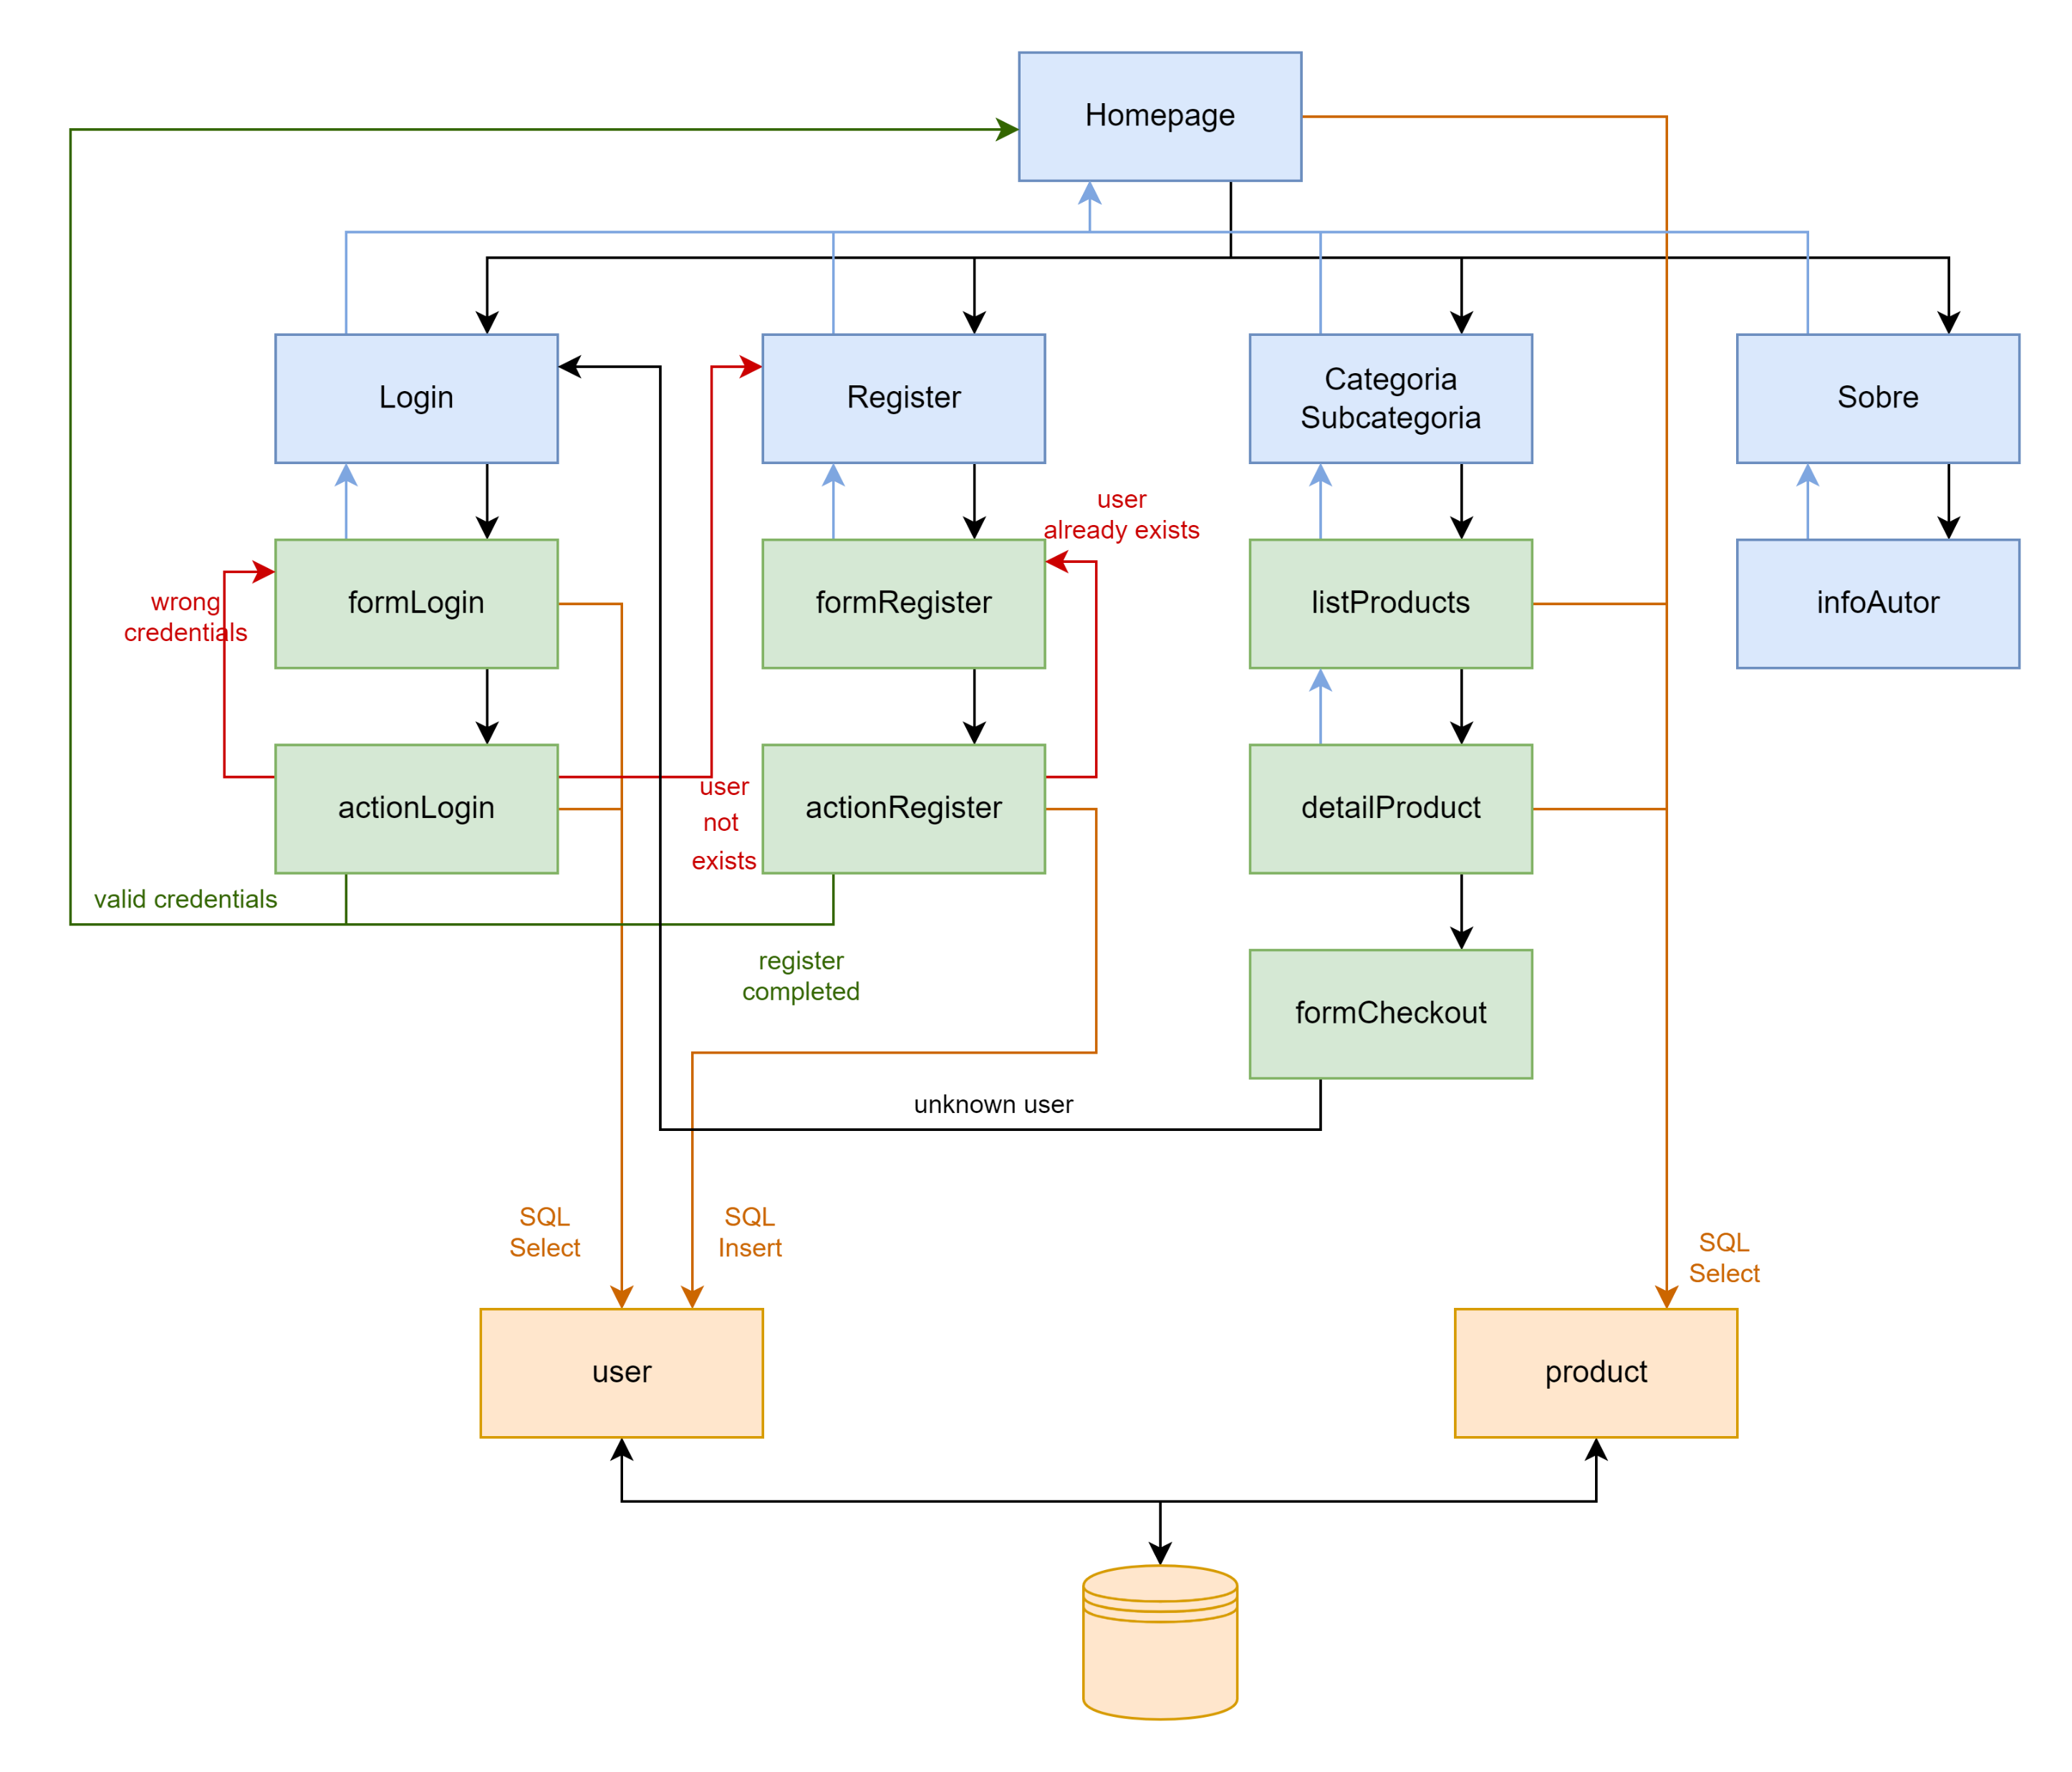 Homepage
Login
Register
Categoria
Subcategoria
Sobre
user
already exists
wrong
credentials
formLogin
formRegister
listProducts
infoAutor
actionLogin
user
not
exists
actionRegister
detailProduct
valid credentials
register
completed
formCheckout
unknown user
SQL
Select
SQL
Insert
SQL
Select
user
product